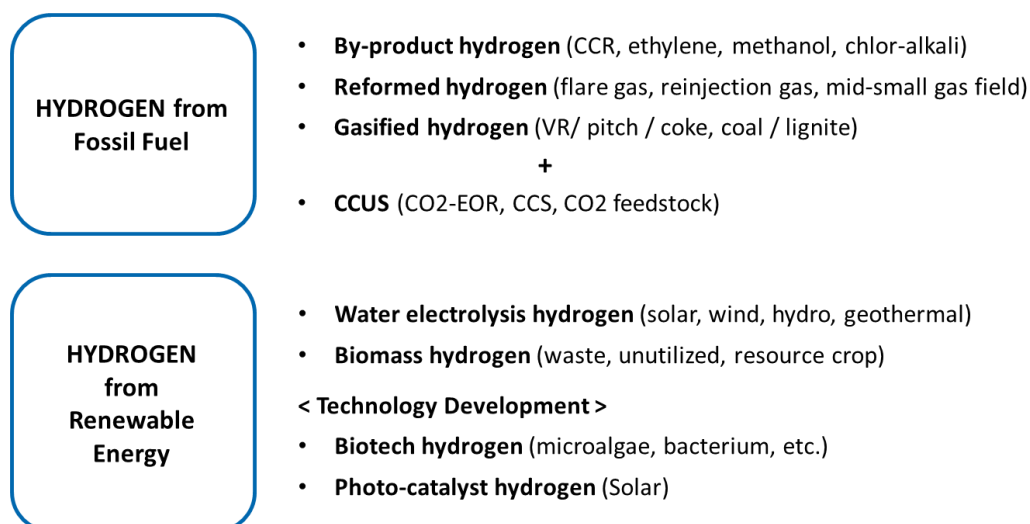 HYDROGEN from
Fossil Fuel
• By-product hydrogen (CCR, ethylene, methanol, chlor-alkali)
• Reformed hydrogen (flare gas, reinjection gas, mid-small gas field)
• Gasified hydrogen (VR/ pitch / coke, coal / lignite)
+
• CCUS (CO2-EOR, CCS, CO2 feedstock)
HYDROGEN
from
Renewable
Energy
• Water electrolysis hydrogen (solar, wind, hydro, geothermal)
• Biomass hydrogen (waste, unutilized, resource crop)
< Technology Development >
• Biotech hydrogen (microalgae, bacterium, etc.)
• Photo-catalyst hydrogen (Solar)